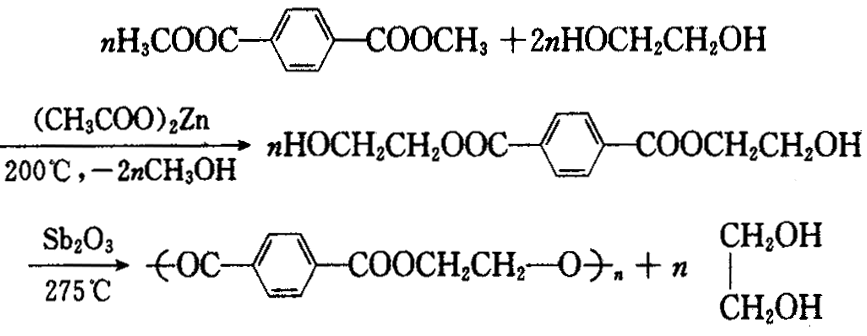 nH₃COOC—⌬—COOCH₃ +2nHOCH₂CH₂OH
(CH₃COO)₂Zn
200℃,−2nCH₃OH
nHOCH₂CH₂OOC—⌬—COOCH₂CH₂OH
Sb₂O₃
275℃
⟮OC—⌬—COOCH₂CH₂—O⟯ₙ + n
CH₂OH
CH₂OH